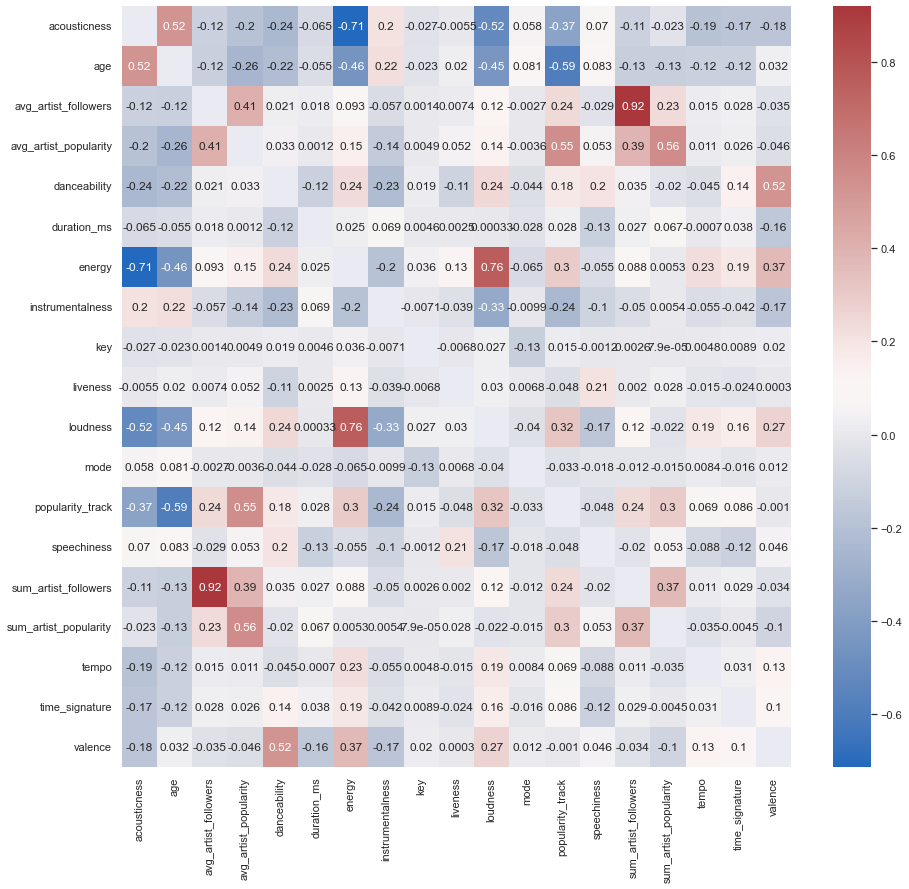 acousticness 0.52 -0.12 -0.2 -0.24 -0.065 -0.71 0.2 -0.027 -0.0055 -0.52 0.058 -0.37 0.07 -0.11 -0.023 -0.19 -0.17 -0.18
age 0.52 -0.12 -0.26 -0.22 -0.055 -0.46 0.22 -0.023 0.02 -0.45 0.081 -0.59 0.083 -0.13 -0.13 -0.12 -0.12 0.032
avg_artist_followers -0.12 -0.12 0.41 0.021 0.018 0.093 -0.057 0.0014 0.0074 0.12 -0.0027 0.24 -0.029 0.92 0.23 0.015 0.028 -0.035
avg_artist_popularity -0.2 -0.26 0.41 0.033 0.0012 0.15 -0.14 0.0049 0.052 0.14 -0.0036 0.55 0.053 0.39 0.56 0.011 0.026 -0.046
danceability -0.24 -0.22 0.021 0.033 -0.12 0.24 -0.23 0.019 -0.11 0.24 -0.044 0.18 0.2 0.035 -0.02 -0.045 0.14 0.52
duration_ms -0.065 -0.055 0.018 0.0012 -0.12 0.025 0.069 0.0046 0.0025 0.00033 -0.028 0.028 -0.13 0.027 0.067 -0.0007 0.038 -0.16
energy -0.71 -0.46 0.093 0.15 0.24 0.025 -0.2 0.036 0.13 0.76 -0.065 0.3 -0.055 0.088 0.0053 0.23 0.19 0.37
instrumentalness 0.2 0.22 -0.057 -0.14 -0.23 0.069 -0.2 -0.0071 -0.039 -0.33 -0.0099 -0.24 -0.1 -0.05 0.0054 -0.055 -0.042 -0.17
key -0.027 -0.023 0.0014 0.0049 0.019 0.0046 0.036 -0.0071 -0.0068 0.027 -0.13 0.015 -0.0012 0.0026 7.9e-05 0.0048 0.0089 0.02
liveness -0.0055 0.02 0.0074 0.052 -0.11 0.0025 0.13 -0.039 -0.0068 0.03 0.0068 -0.048 0.21 0.002 0.028 -0.015 -0.024 0.0003
loudness -0.52 -0.45 0.12 0.14 0.24 0.00033 0.76 -0.33 0.027 0.03 -0.04 0.32 -0.17 0.12 -0.022 0.19 0.16 0.27
mode 0.058 0.081 -0.0027 -0.0036 -0.044 -0.028 -0.065 -0.0099 -0.13 0.0068 -0.04 -0.033 -0.018 -0.012 -0.015 0.0084 -0.016 0.012
popularity_track -0.37 -0.59 0.24 0.55 0.18 0.028 0.3 -0.24 0.015 -0.048 0.32 -0.033 -0.048 0.24 0.3 0.069 0.086 -0.001
speechiness 0.07 0.083 -0.029 0.053 0.2 -0.13 -0.055 -0.1 -0.0012 0.21 -0.17 -0.018 -0.048 -0.02 0.053 -0.088 -0.12 0.046
sum_artist_followers -0.11 -0.13 0.92 0.39 0.035 0.027 0.088 -0.05 0.0026 0.002 0.12 -0.012 0.24 -0.02 0.37 0.011 0.029 -0.034
sum_artist_popularity -0.023 -0.13 0.23 0.56 -0.02 0.067 0.0053 0.0054 7.9e-05 0.028 -0.022 -0.015 0.3 0.053 0.37 -0.035 -0.0045 -0.1
tempo -0.19 -0.12 0.015 0.011 -0.045 -0.0007 0.23 -0.055 0.0048 -0.015 0.19 0.0084 0.069 -0.088 0.011 -0.035 0.031 0.13
time_signature -0.17 -0.12 0.028 0.026 0.14 0.038 0.19 -0.042 0.0089 -0.024 0.16 -0.016 0.086 -0.12 0.029 -0.0045 0.031 0.1
valence -0.18 0.032 -0.035 -0.046 0.52 -0.16 0.37 -0.17 0.02 0.0003 0.27 0.012 -0.001 0.046 -0.034 -0.1 0.13 0.1
acousticness
age
avg_artist_followers
avg_artist_popularity
danceability
duration_ms
energy
instrumentalness
key
liveness
loudness
mode
popularity_track
speechiness
sum_artist_followers
sum_artist_popularity
tempo
time_signature
valence
0.8
0.6
0.4
0.2
0.0
−0.2
−0.4
−0.6